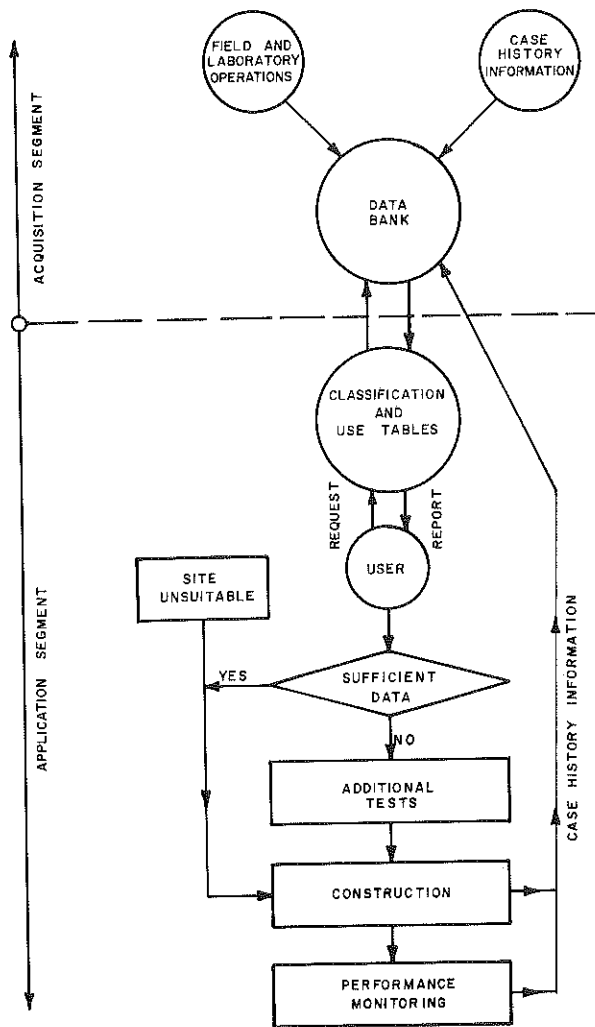 FIELD AND
LABORATORY
OPERATIONS
CASE
HISTORY
INFORMATION
DATA
BANK
ACQUISITION SEGMENT
CLASSIFICATION
AND
USE TABLES
REQUEST
REPORT
USER
SITE
UNSUITABLE
YES
SUFFICIENT
DATA
NO
ADDITIONAL
TESTS
CONSTRUCTION
PERFORMANCE
MONITORING
APPLICATION SEGMENT
CASE HISTORY INFORMATION